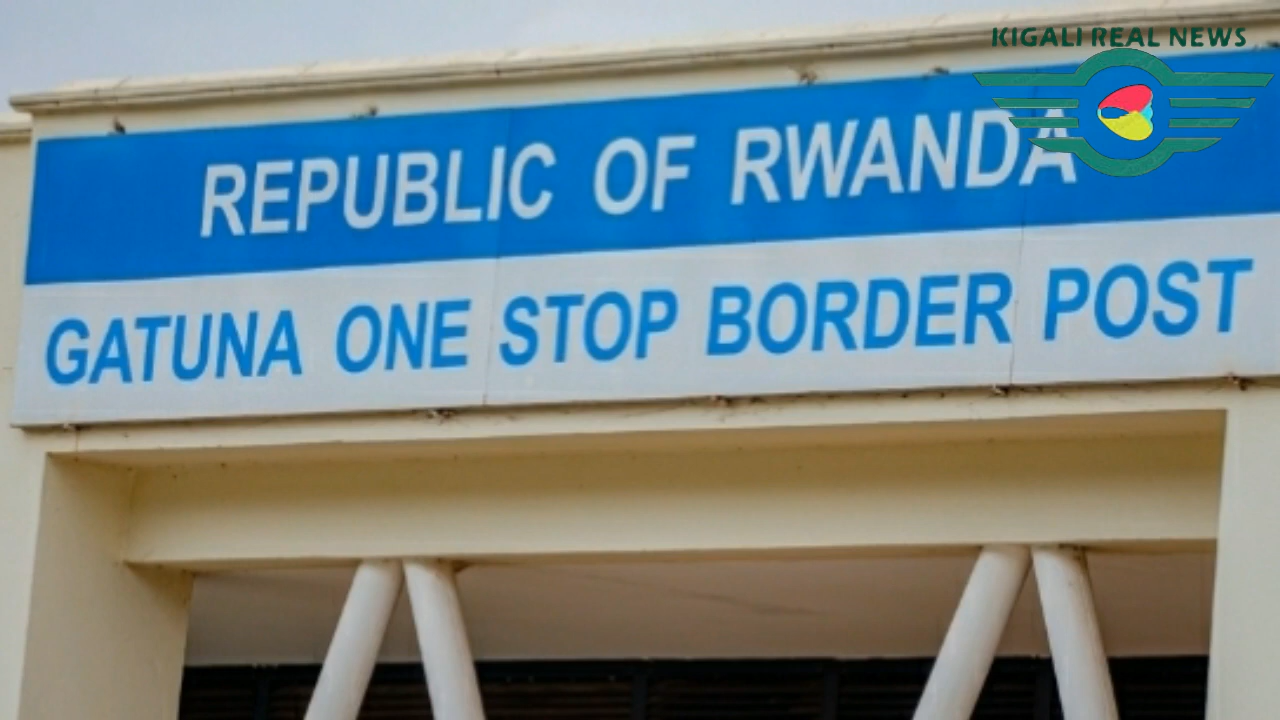 KIGALI REAL NEWS
REPUBLIC OF RWANDA
GATUNA ONE STOP BORDER POST